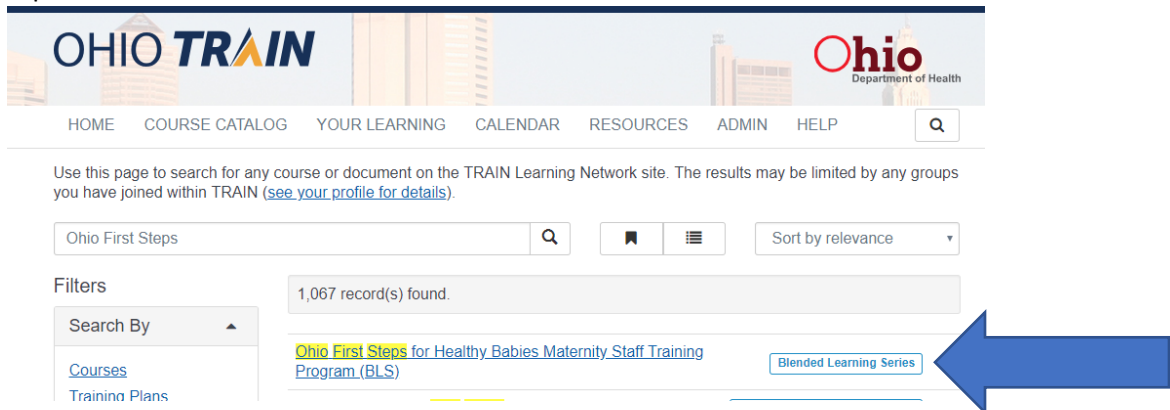 OHIO TRAIN
Ohio
Department of Health
HOME COURSE CATALOG YOUR LEARNING CALENDAR RESOURCES ADMIN HELP
Use this page to search for any course or document on the TRAIN Learning Network site. The results may be limited by any groups
you have joined within TRAIN (see your profile for details).
Ohio First Steps
Sort by relevance
Filters
1,067 record(s) found.
Search By
Ohio First Steps for Healthy Babies Maternity Staff Training
Program (BLS)
Blended Learning Series
Courses
Training Plans